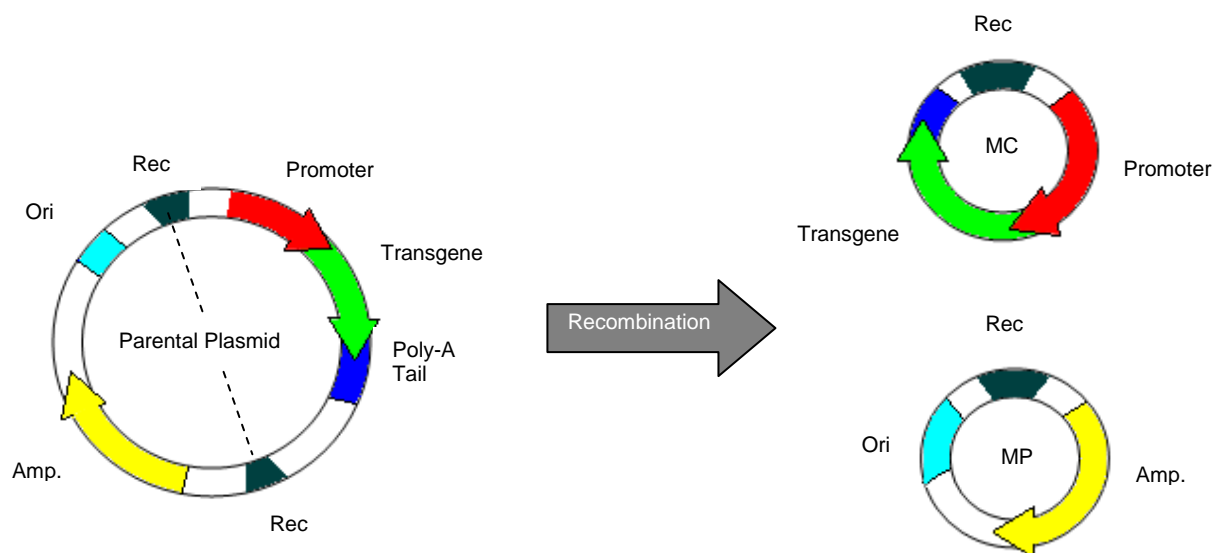 Rec
Promoter
Ori
Transgene
Parental Plasmid
Poly-A
Tail
Amp.
Rec
Recombination
Rec
MC
Promoter
Transgene
Rec
Ori
MP
Amp.